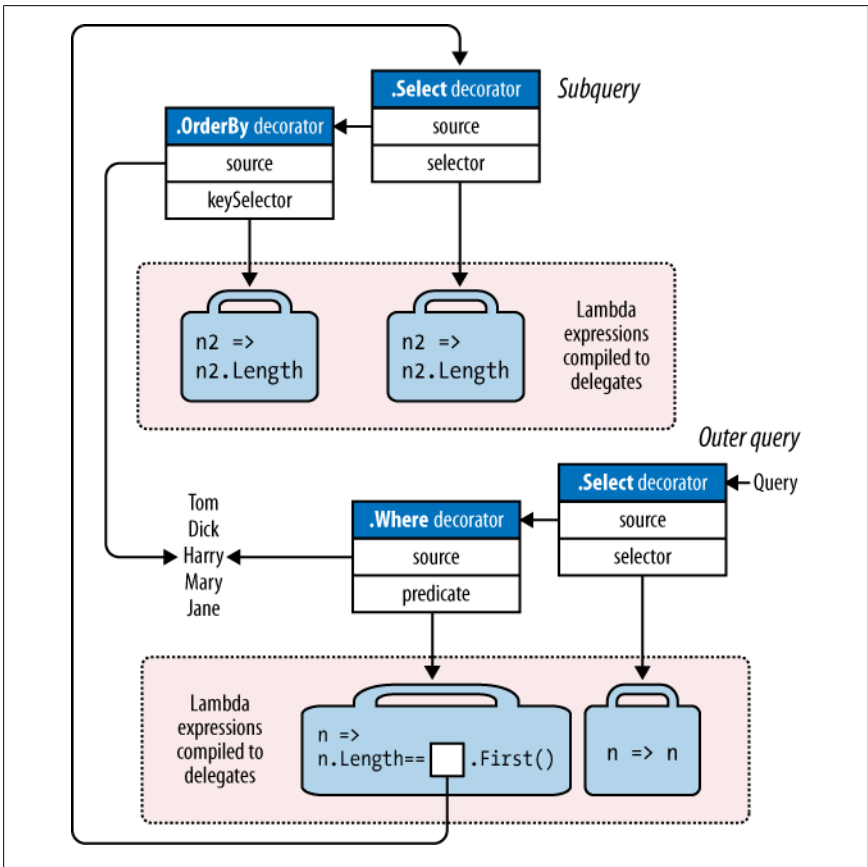 .Select decorator
Subquery
source
selector
.OrderBy decorator
source
keySelector
n2 =>
n2.Length
n2 =>
n2.Length
Lambda
expressions
compiled to
delegates
Outer query
.Select decorator
Query
source
selector
.Where decorator
source
predicate
Tom
Dick
Harry
Mary
Jane
Lambda
expressions
compiled to
delegates
n =>
n.Length== .First()
n => n